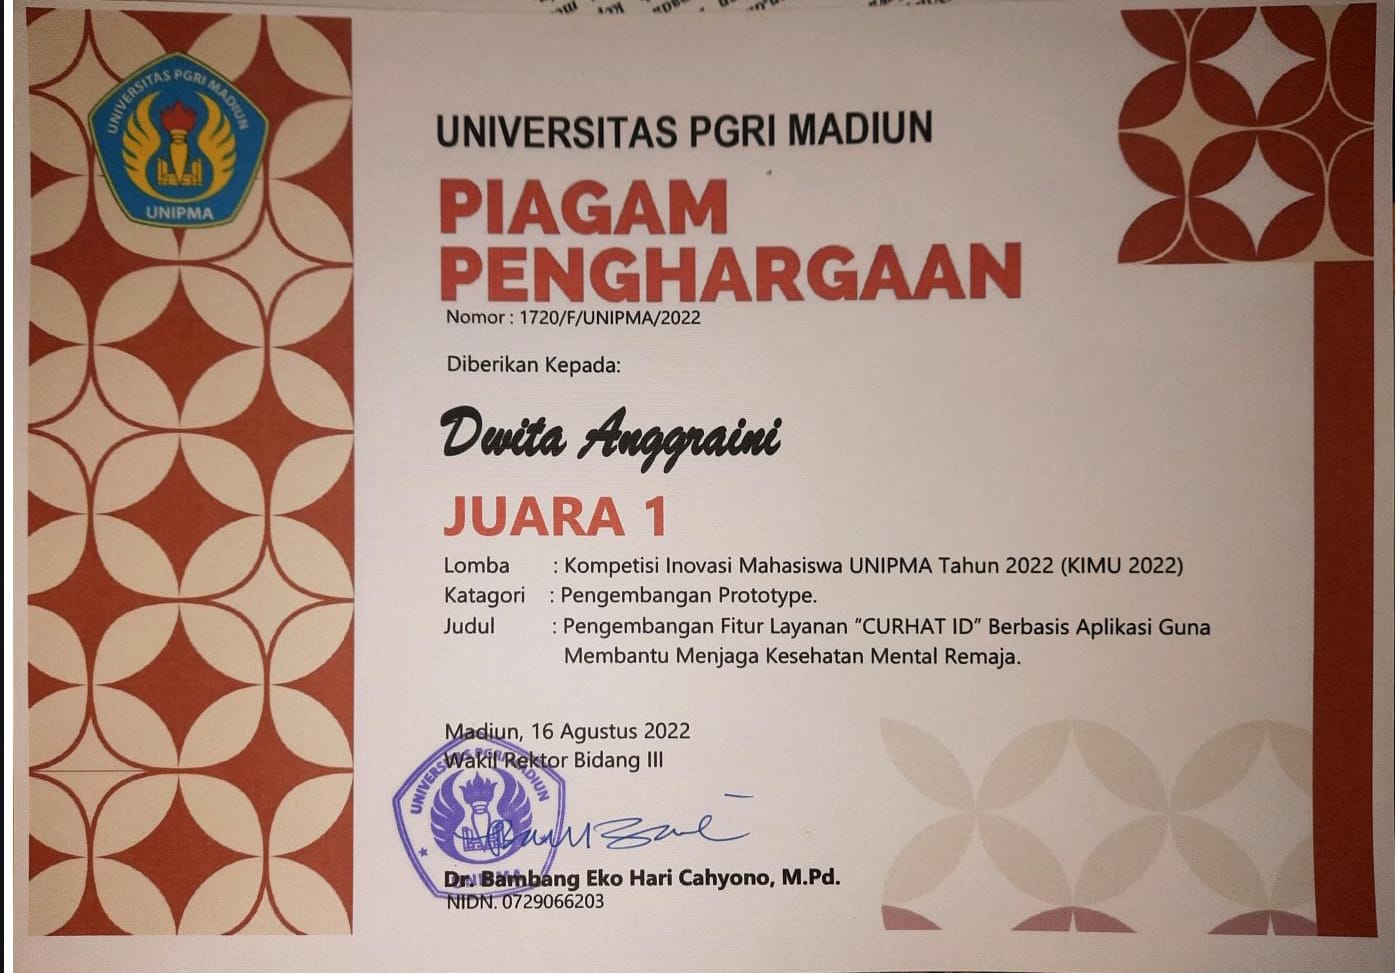 UNIVERSITAS PGRI MADIUN
UNIPMA
UNIVERSITAS PGRI MADIUN
PIAGAM
PENGHARGAAN
Nomor : 1720/F/UNIPMA/2022
Diberikan Kepada:
Dwita Anggraini
JUARA 1
Lomba : Kompetisi Inovasi Mahasiswa UNIPMA Tahun 2022 (KIMU 2022)
Katagori : Pengembangan Prototype.
Judul : Pengembangan Fitur Layanan “CURHAT ID” Berbasis Aplikasi Guna
Membantu Menjaga Kesehatan Mental Remaja.
Madiun, 16 Agustus 2022
Wakil Rektor Bidang III
UNIVERSITAS PGRI MADIUN
UNIPMA
Dr. Bambang Eko Hari Cahyono, M.Pd.
NIDN. 0729066203